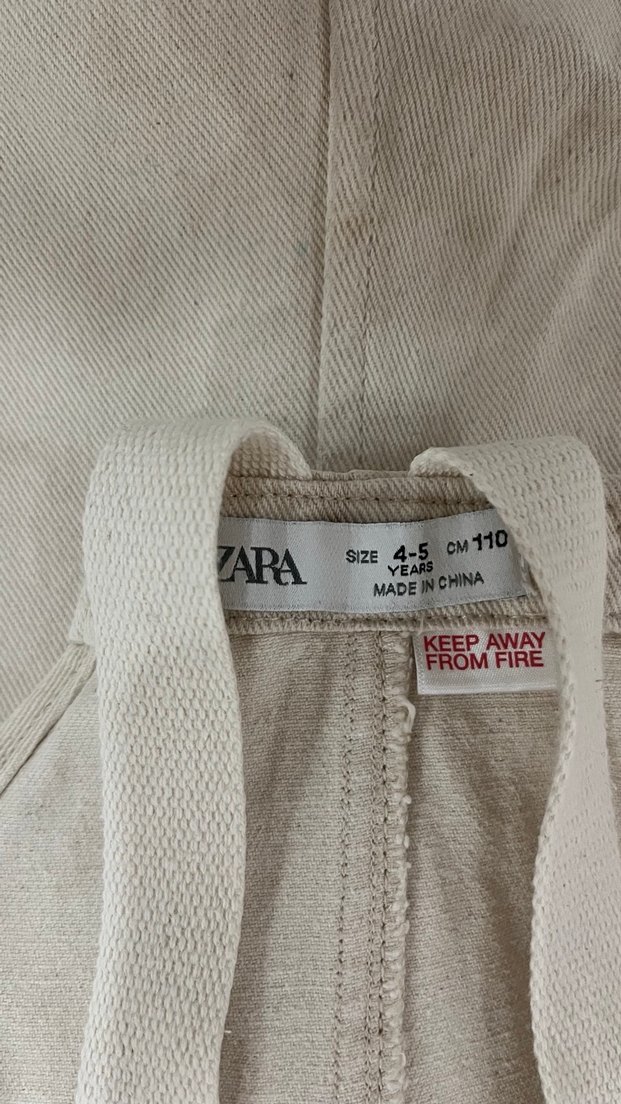 ZARA
SIZE 4-5 CM 110
YEARS
MADE IN CHINA
KEEP AWAY
FROM FIRE